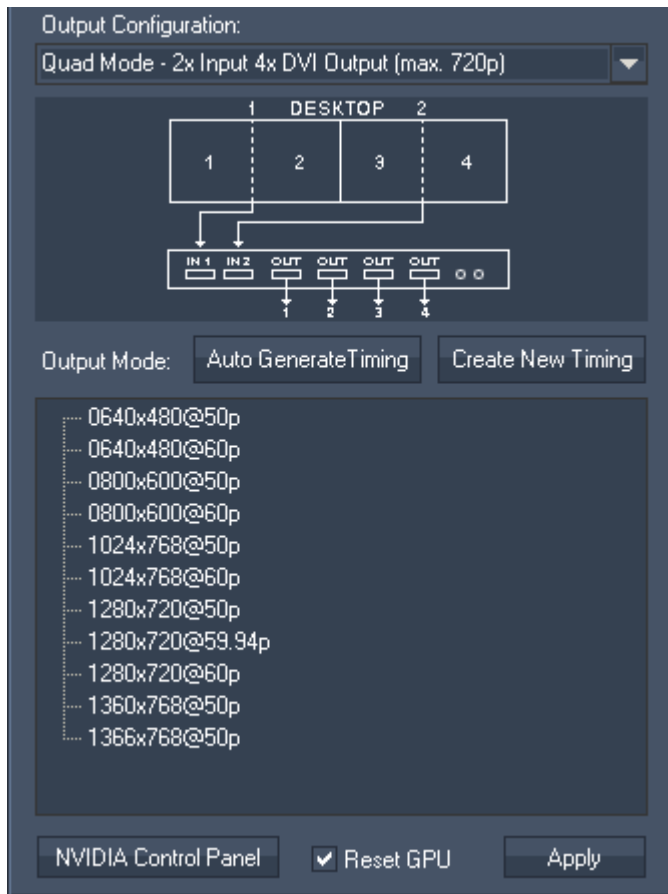 Output Configuration:
Quad Mode - 2x Input 4x DVI Output (max. 720p)
1 DESKTOP 2
1 2 3 4
IN 1 IN 2 OUT OUT OUT OUT
1 2 3 4
Output Mode: Auto GenerateTiming Create New Timing
0640x480@50p
0640x480@60p
0800x600@50p
0800x600@60p
1024x768@50p
1024x768@60p
1280x720@50p
1280x720@59.94p
1280x720@60p
1360x768@50p
1366x768@50p
NVIDIA Control Panel Reset GPU Apply